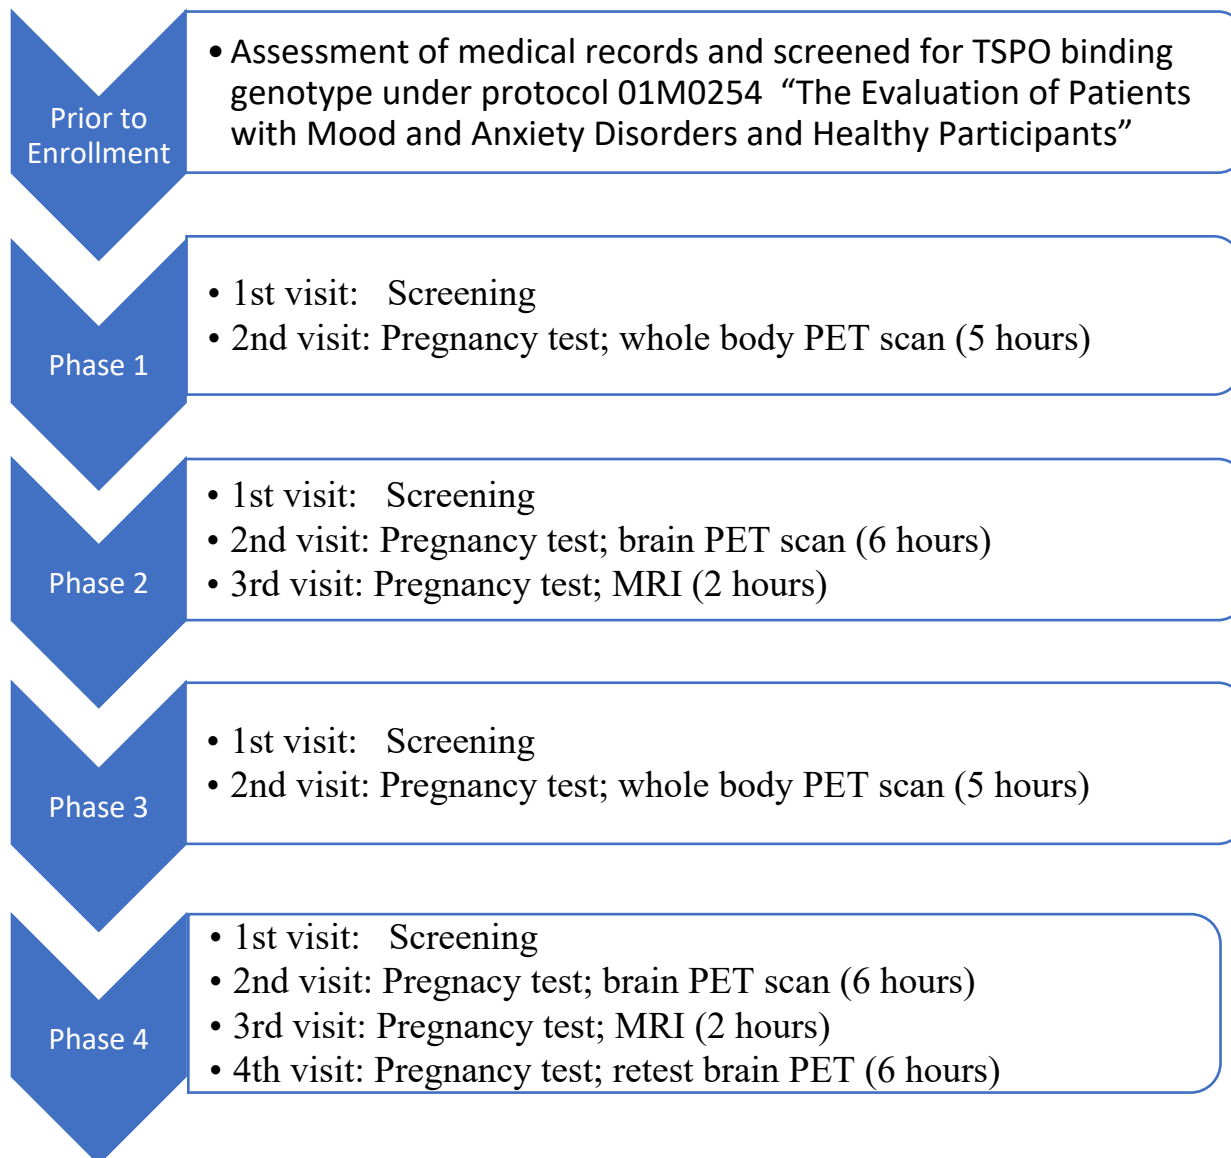 Prior to
Enrollment
• Assessment of medical records and screened for TSPO binding
genotype under protocol 01M0254 “The Evaluation of Patients
with Mood and Anxiety Disorders and Healthy Participants”
Phase 1
• 1st visit: Screening
• 2nd visit: Pregnancy test; whole body PET scan (5 hours)
Phase 2
• 1st visit: Screening
• 2nd visit: Pregnancy test; brain PET scan (6 hours)
• 3rd visit: Pregnancy test; MRI (2 hours)
Phase 3
• 1st visit: Screening
• 2nd visit: Pregnancy test; whole body PET scan (5 hours)
Phase 4
• 1st visit: Screening
• 2nd visit: Pregnacy test; brain PET scan (6 hours)
• 3rd visit: Pregnancy test; MRI (2 hours)
• 4th visit: Pregnancy test; retest brain PET (6 hours)